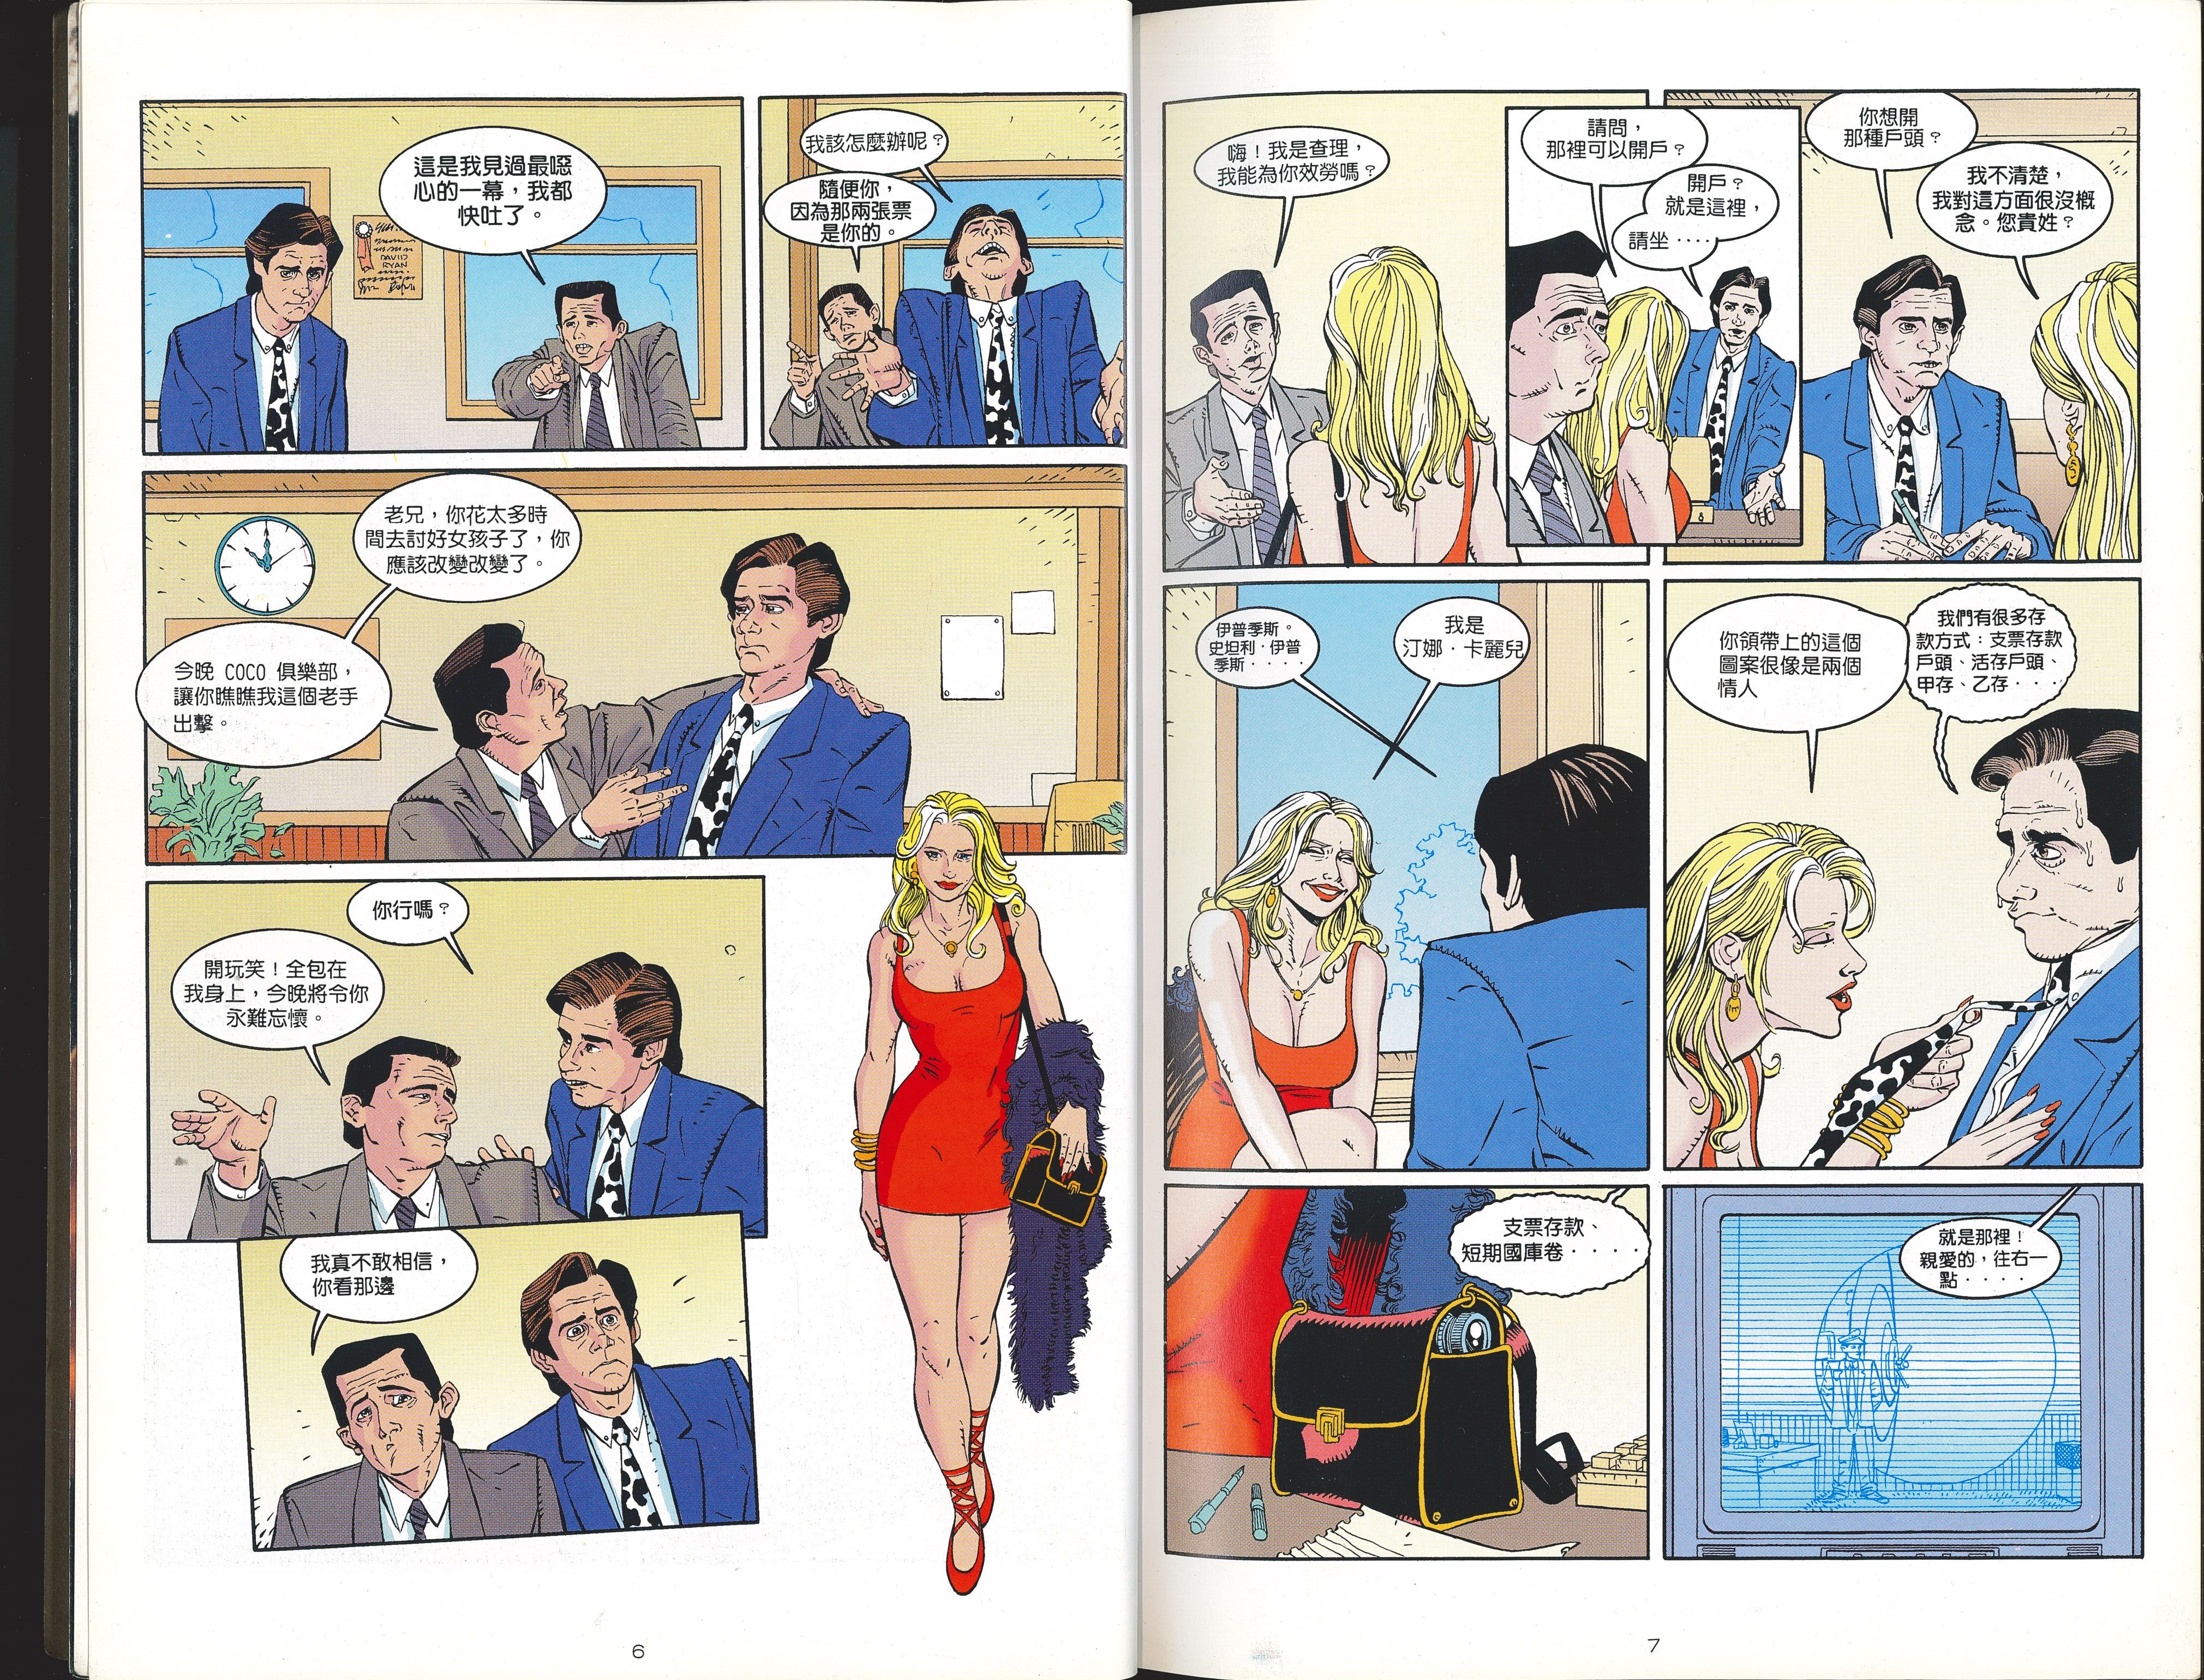 這是我見過最噁
心的一幕，我都
快吐了。
DAVID
RYAN
我該怎麼辦呢？
隨便你，
因為那兩張票
是你的。
老兄，你花太多時
間去討好女孩子了，你
應該改變改變了。
今晚 COCO 俱樂部，
讓你瞧瞧我這個老手
出擊。
你行嗎？
開玩笑！全包在
我身上，今晚將令你
永難忘懷。
我真不敢相信，
你看那邊
6
嗨！我是查理，
我能為你效勞嗎？
請問，
那裡可以開戶？
開戶？
就是這裡，
請坐····
你想開
那種戶頭？
我不清楚，
我對這方面很沒概
念。您貴姓？
伊普季斯。
史坦利·伊普
季斯····
我是
汀娜·卡麗兒
你領帶上的這個
圖案很像是兩個
情人
我們有很多存
款方式：支票存款
戶頭、活存戶頭、
甲存、乙存···
支票存款、
短期國庫卷····
就是那裡！
親愛的，往右一
點····
7